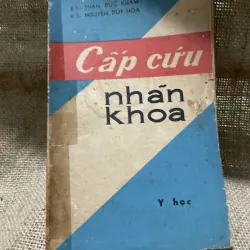 B.S. PHAN ĐỨC KHÂM
B.S. NGUYỄN DUY HÒA
Cấp cứu
nhãn
khoa
Y học